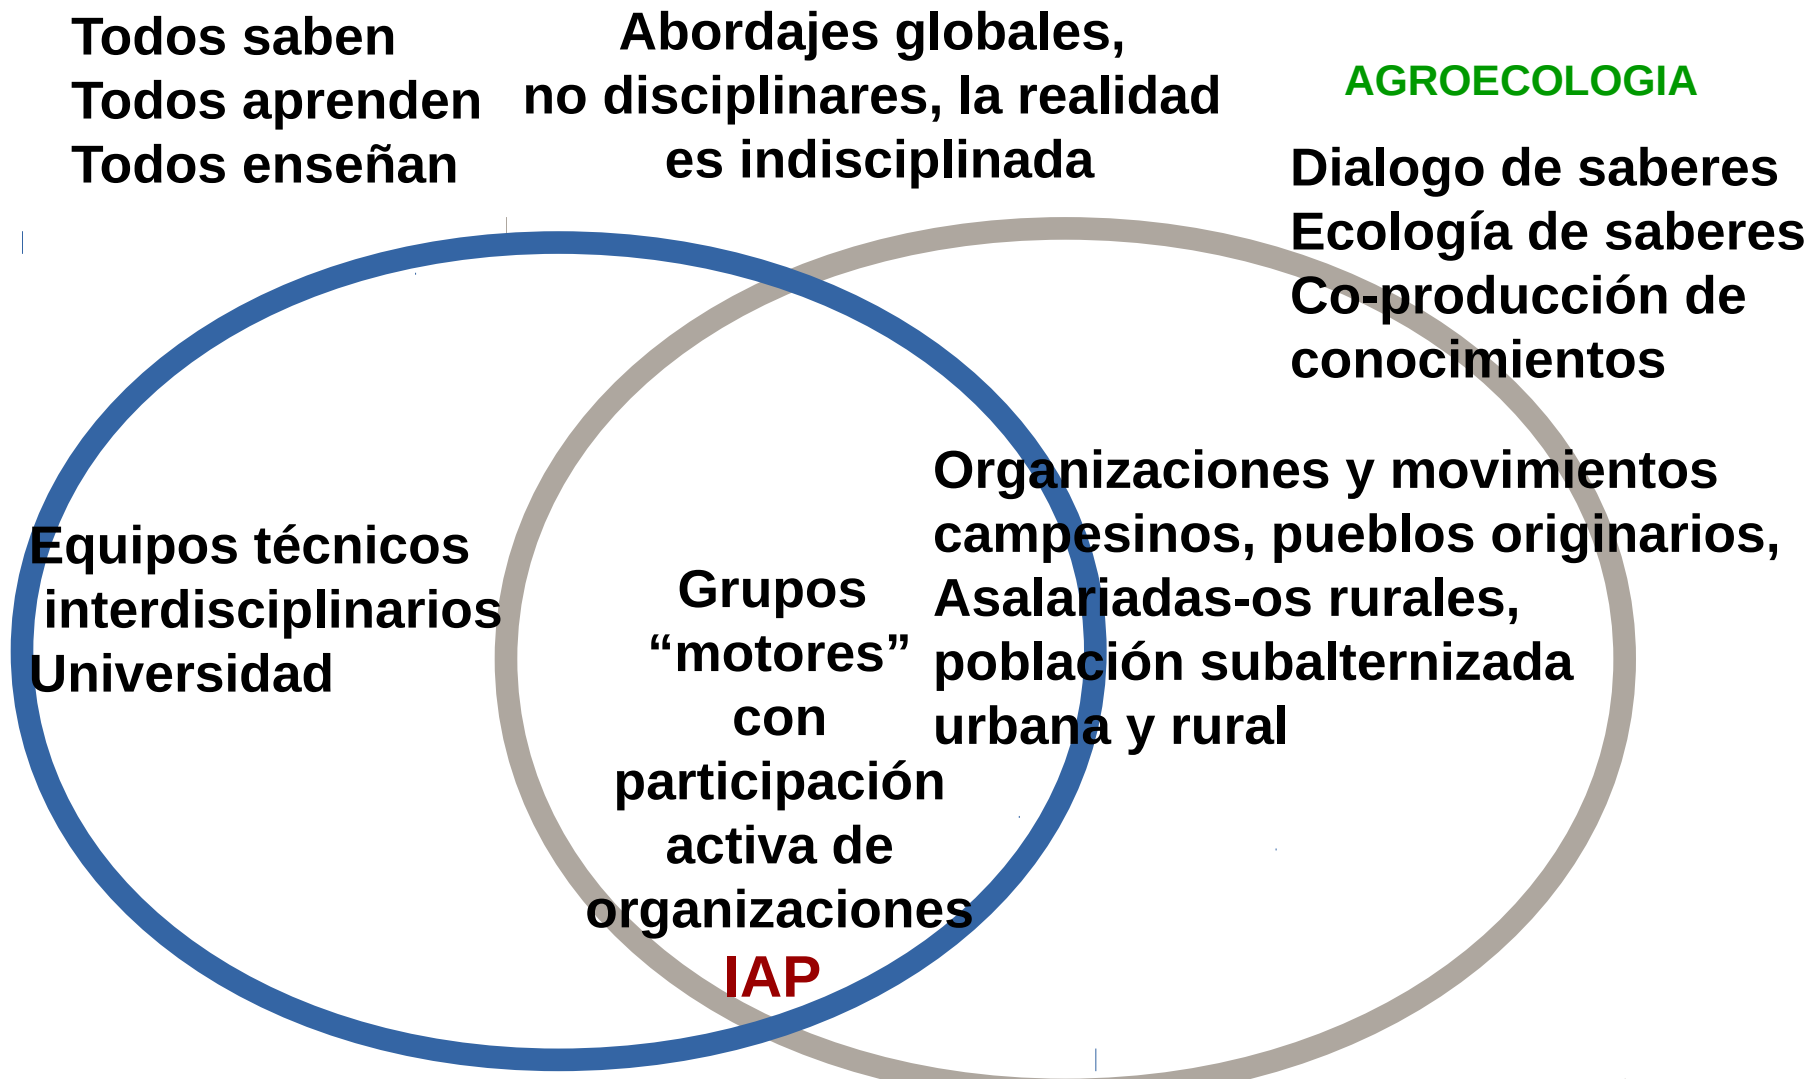 Todos saben
Todos aprenden
Todos enseñan
Abordajes globales,
no disciplinares, la realidad
es indisciplinada
AGROECOLOGIA
Dialogo de saberes
Ecología de saberes
Co-producción de
conocimientos
Equipos técnicos
interdisciplinarios
Universidad
Grupos
“motores”
con
participación
activa de
organizaciones
IAP
Organizaciones y movimientos
campesinos, pueblos originarios,
Asalariadas-os rurales,
población subalternizada
urbana y rural